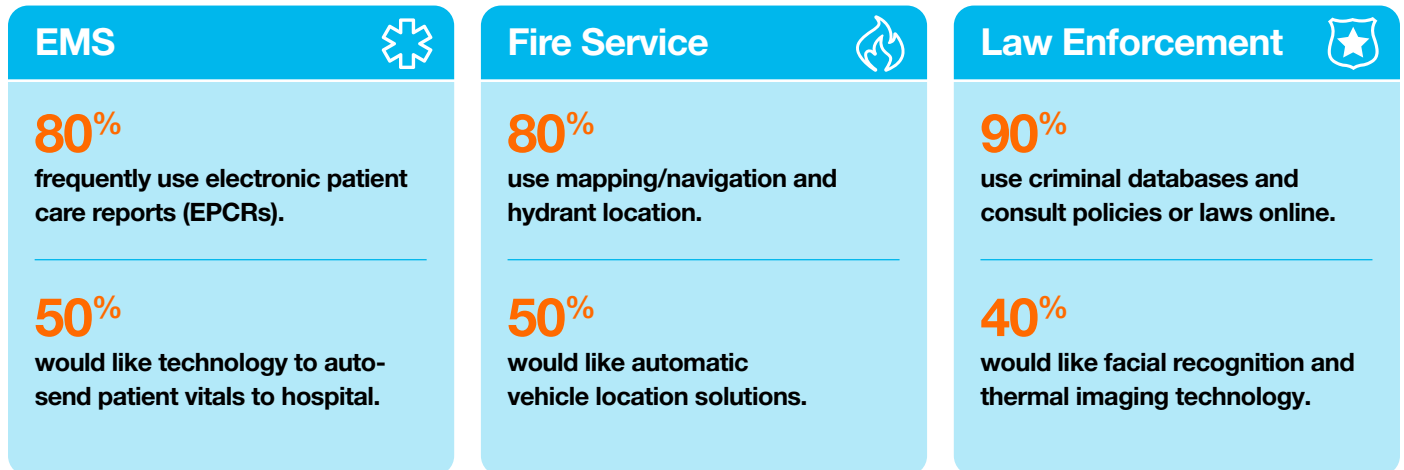 EMS
80%
frequently use electronic patient
care reports (EPCRs).
50%
would like technology to auto-
send patient vitals to hospital.
Fire Service
80%
use mapping/navigation and
hydrant location.
50%
would like automatic
vehicle location solutions.
Law Enforcement
90%
use criminal databases and
consult policies or laws online.
40%
would like facial recognition and
thermal imaging technology.